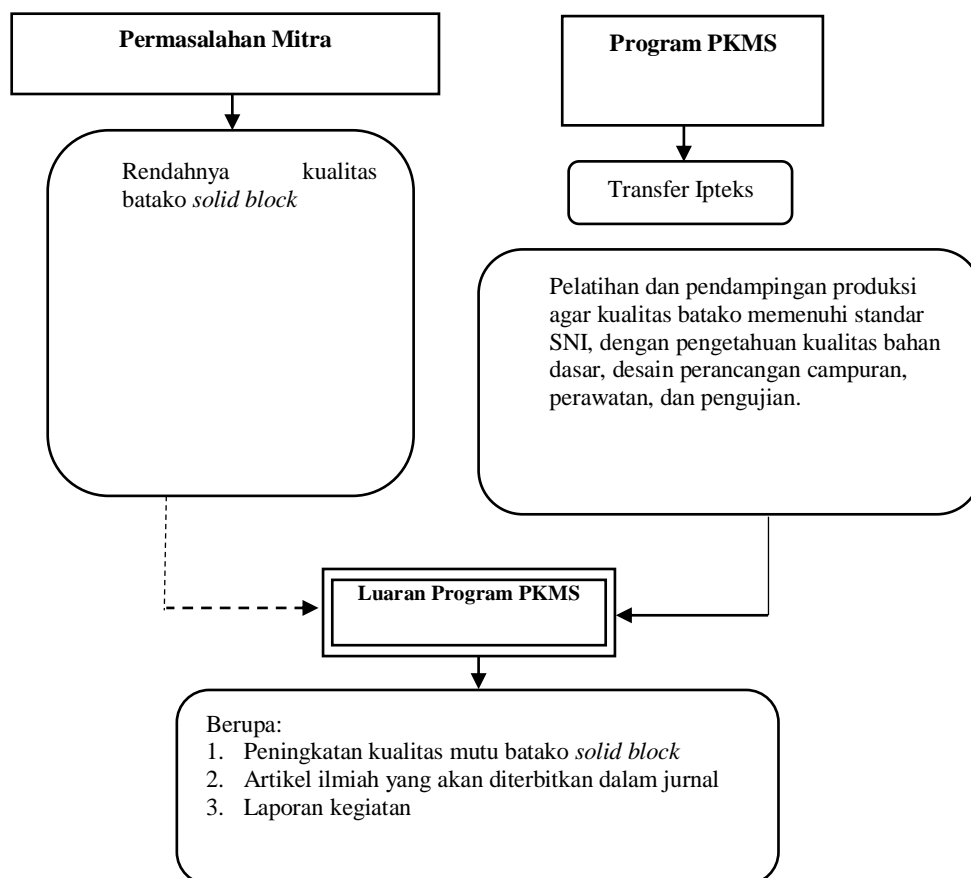 Permasalahan Mitra
Program PKMS
Rendahnya kualitas
batako solid block
Transfer Ipteks
Pelatihan dan pendampingan produksi
agar kualitas batako memenuhi standar
SNI, dengan pengetahuan kualitas bahan
dasar, desain perancangan campuran,
perawatan, dan pengujian.
Luaran Program PKMS
Berupa:
1. Peningkatan kualitas mutu batako solid block
2. Artikel ilmiah yang akan diterbitkan dalam jurnal
3. Laporan kegiatan